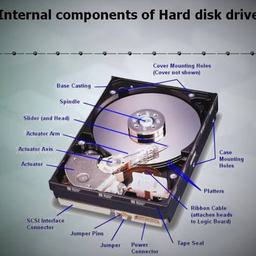 Internal components of Hard disk drive
Cover Mounting Holes
(Cover not shown)
Base Casting
Spindle
Slider (and Head)
Actuator Arm
Actuator Axis
Actuator
Case
Mounting
Holes
Platters
Ribbon Cable
(attaches heads
to Logic Board)
SCSI Interface
Connector
Jumper Pins
Jumper
Power
Connector
Tape Seal